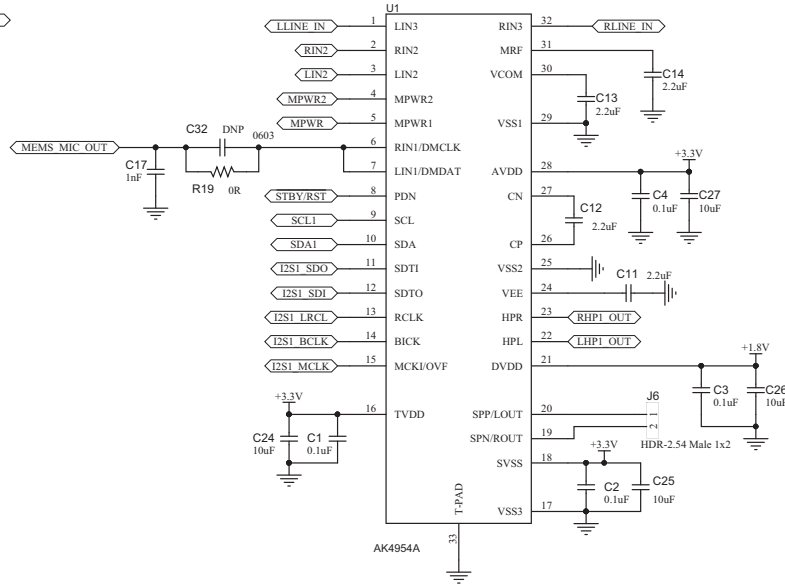 U1
LLINE_IN 1 LIN3 RIN3 32 RLINE_IN
RIN2 2 RIN2 MRF 31
LIN2 3 LIN2 VCOM 30
C14
2.2uF
C13
2.2uF
MPWR2 4 MPWR2
MPWR 5 MPWR1 VSS1 29
C32 DNP 0603
MEMS_MIC_OUT 6 RIN1/DMCLK
C17
1nF
R19 0R
7 LIN1/DMDAT AVDD 28
+3.3V
C4
0.1uF
C27
10uF
STBY/RST 8 PDN CN 27
SCL1 9 SCL
C12
2.2uF
SDA1 10 SDA CP 26
I2S1_SDO 11 SDTI VSS2 25
I2S1_SDI 12 SDTO VEE 24
C11 2.2uF
I2S1_LRCL 13 RCLK HPR 23 RHP1_OUT
I2S1_BCLK 14 BICK HPL 22 LHP1_OUT
I2S1_MCLK 15 MCKI/OVF DVDD 21
+1.8V
C3
0.1uF
C26
10uF
+3.3V
16 TVDD SPP/LOUT 20
J6
1
2
HDR-2.54 Male 1x2
C24
10uF
C1
0.1uF
SPN/ROUT 19
+3.3V
SVSS 18
C2
0.1uF
C25
10uF
VSS3 17
T-PAD
33
AK4954A